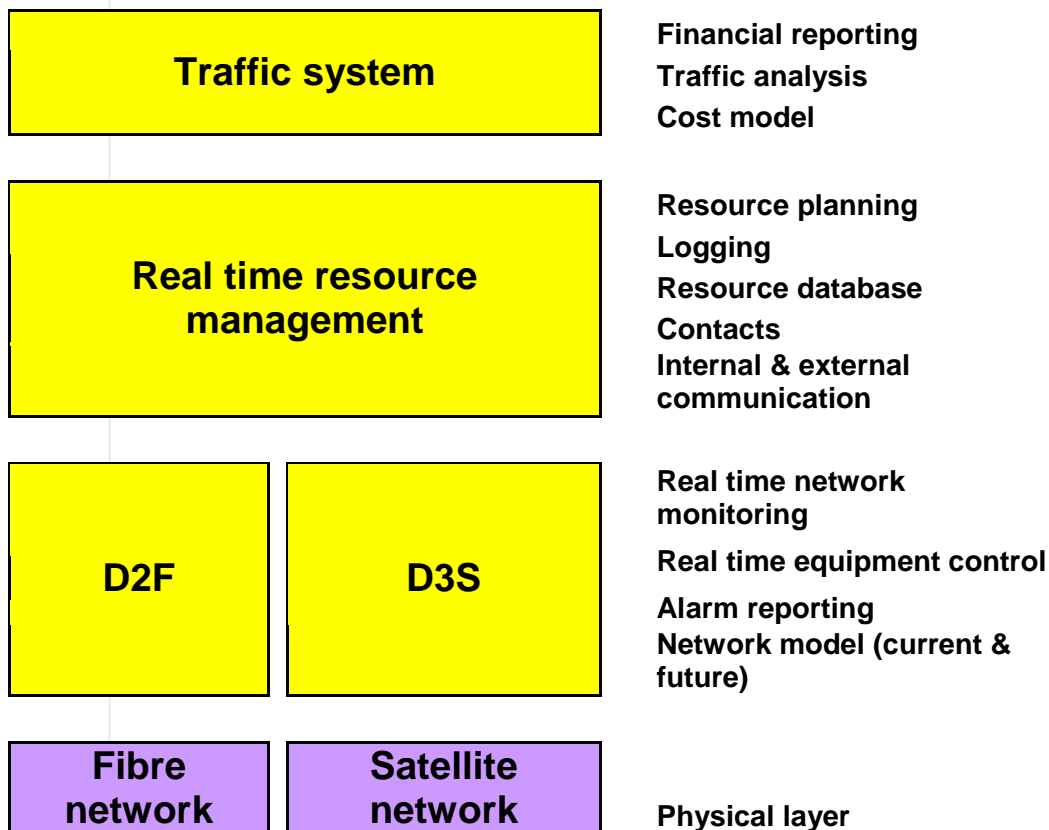 Traffic system
Financial reporting
Traffic analysis
Cost model
Real time resource
management
Resource planning
Logging
Resource database
Contacts
Internal & external
communication
D2F
D3S
Real time network
monitoring
Real time equipment control
Alarm reporting
Network model (current &
future)
Fibre
network
Satellite
network
Physical layer